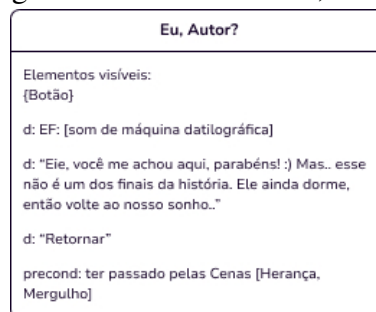 Eu, Autor?
Elementos visíveis:
{Botão}
d: EF: [som de máquina datilográfica]
d: “Eie, você me achou aqui, parabéns! :) Mas.. esse
não é um dos finais da história. Ele ainda dorme,
então volte ao nosso sonho..”
d: “Retornar”
precond: ter passado pelas Cenas [Herança,
Mergulho]